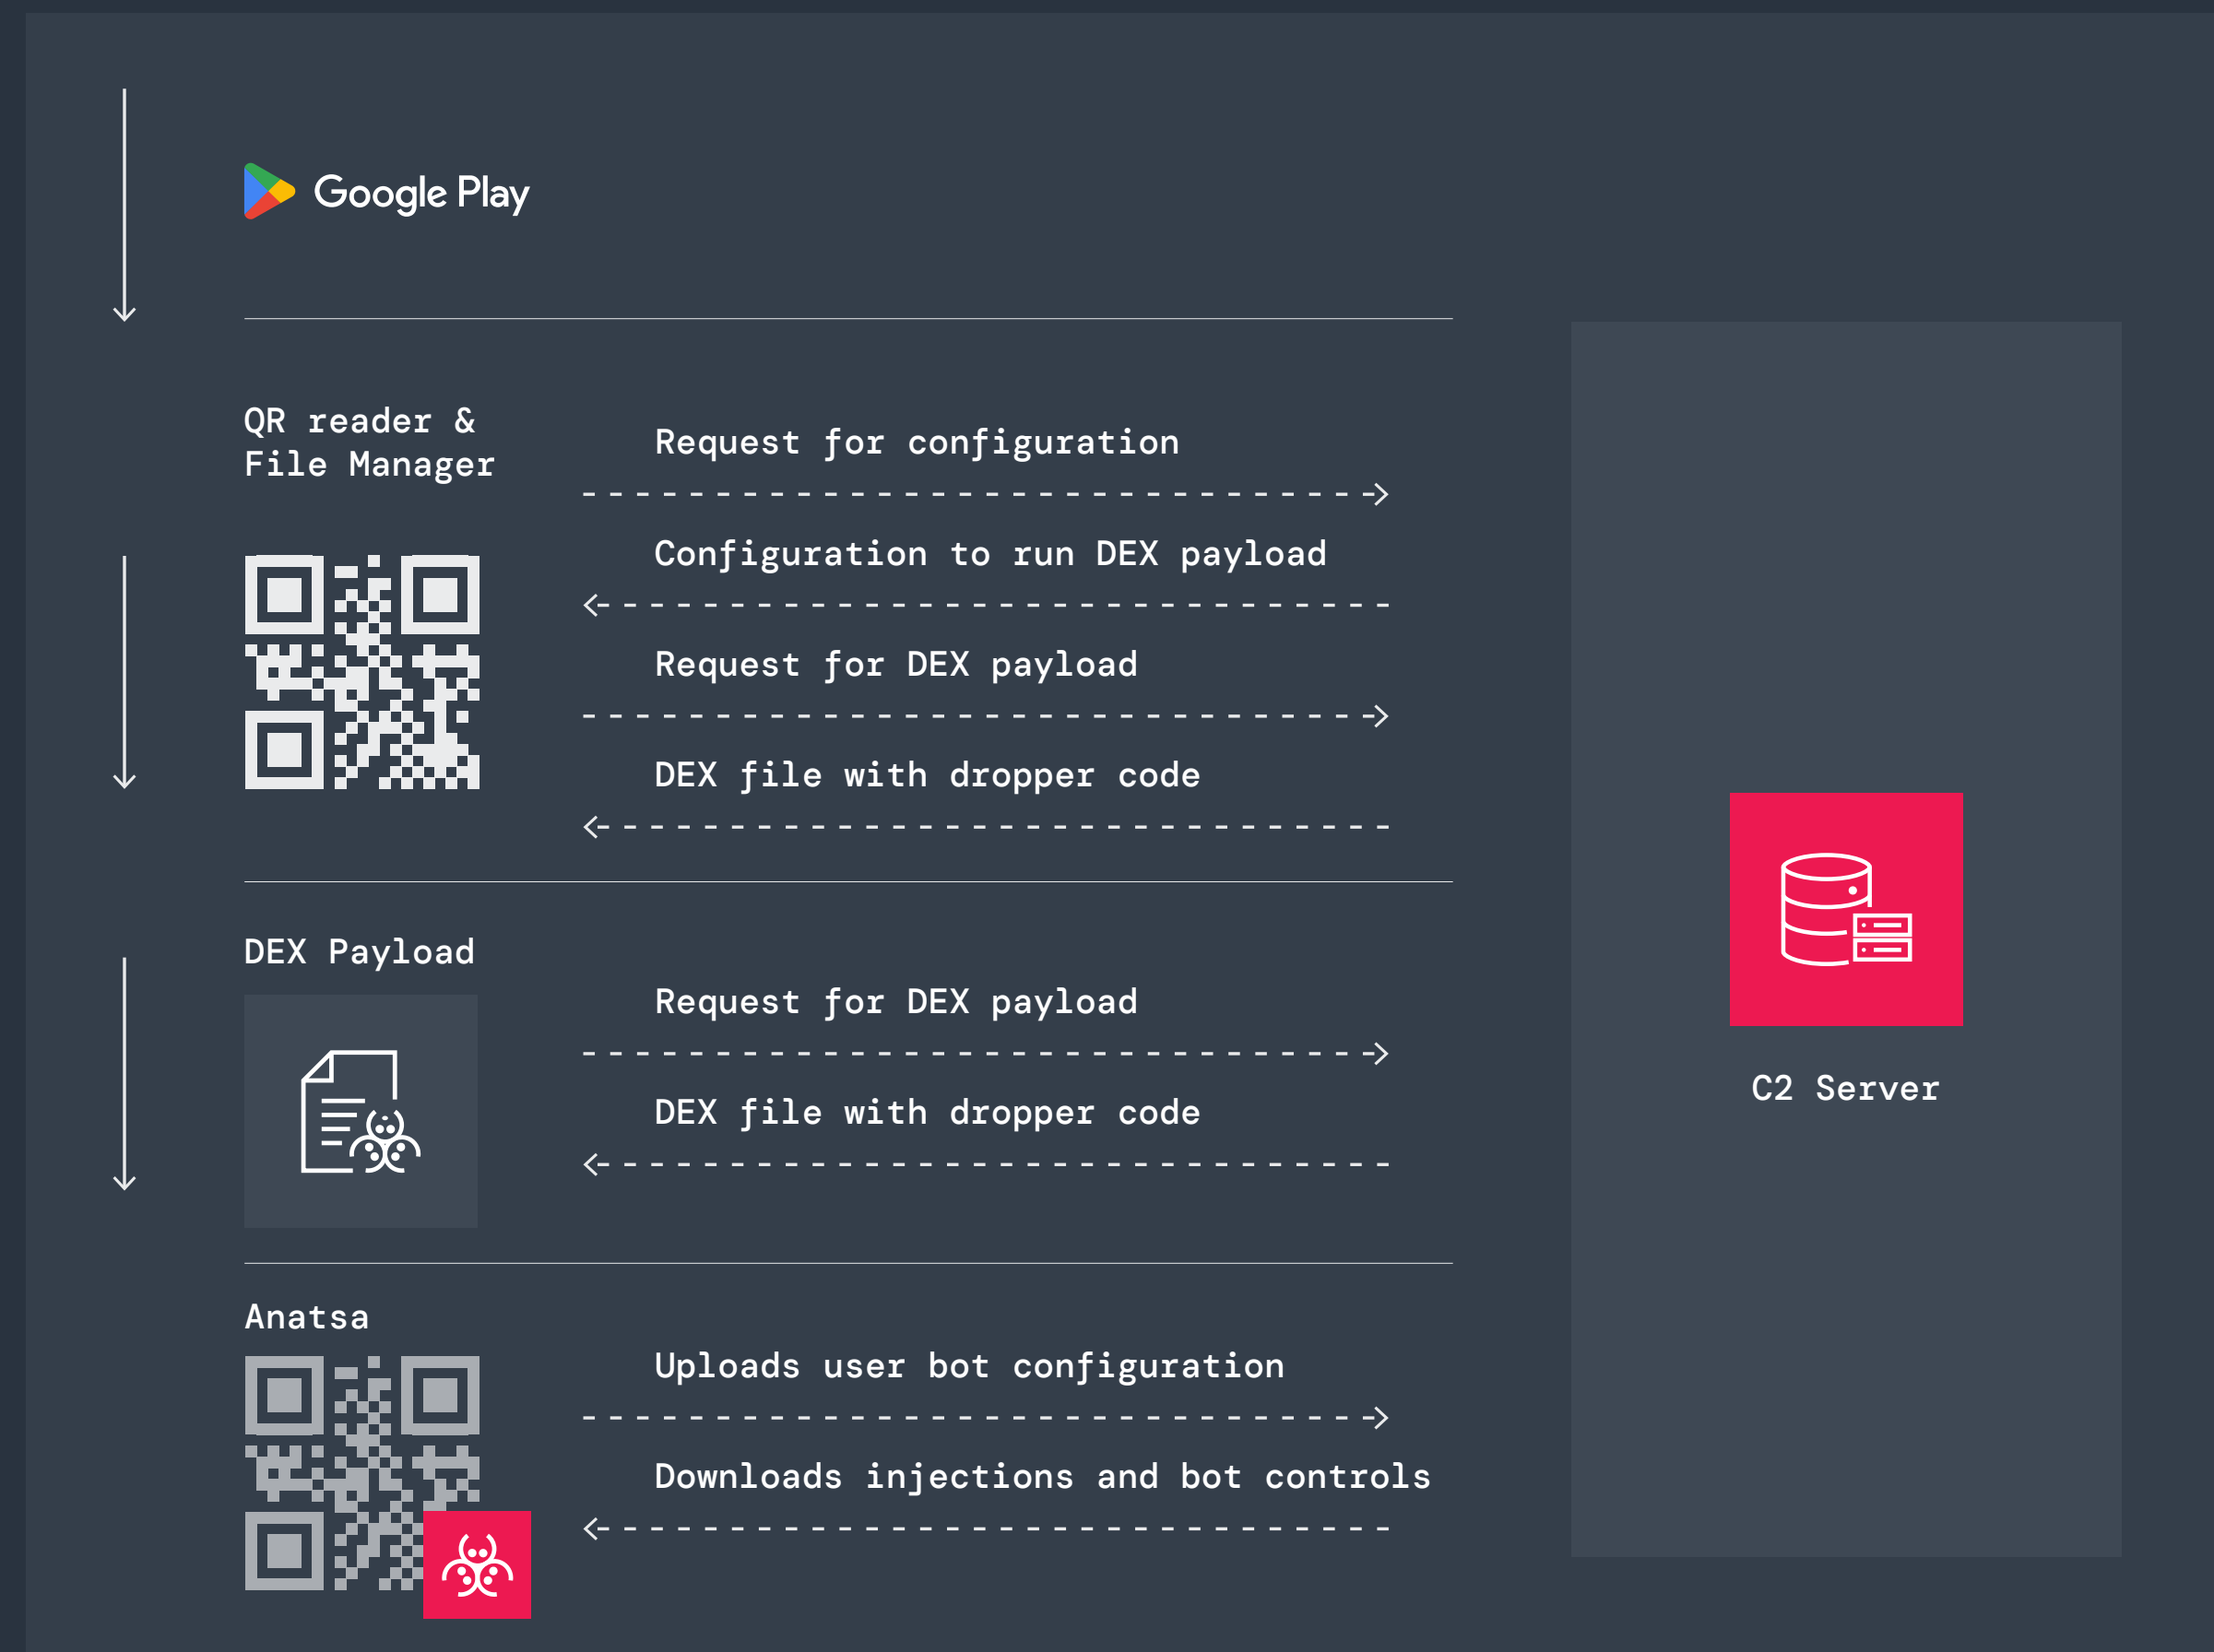 Google Play
QR reader &
File Manager
Request for configuration
Configuration to run DEX payload
Request for DEX payload
DEX file with dropper code
DEX Payload
Request for DEX payload
DEX file with dropper code
C2 Server
Anatsa
Uploads user bot configuration
Downloads injections and bot controls